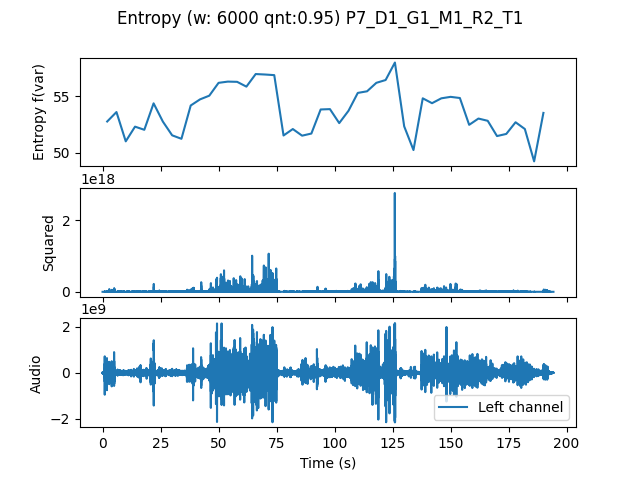 Entropy (w: 6000 qnt:0.95) P7_D1_G1_M1_R2_T1
Entropy f(var)
55
50
1e18
Squared
2
0
1e9
Audio
2
0
−2
Left channel
0 25 50 75 100 125 150 175 200
Time (s)